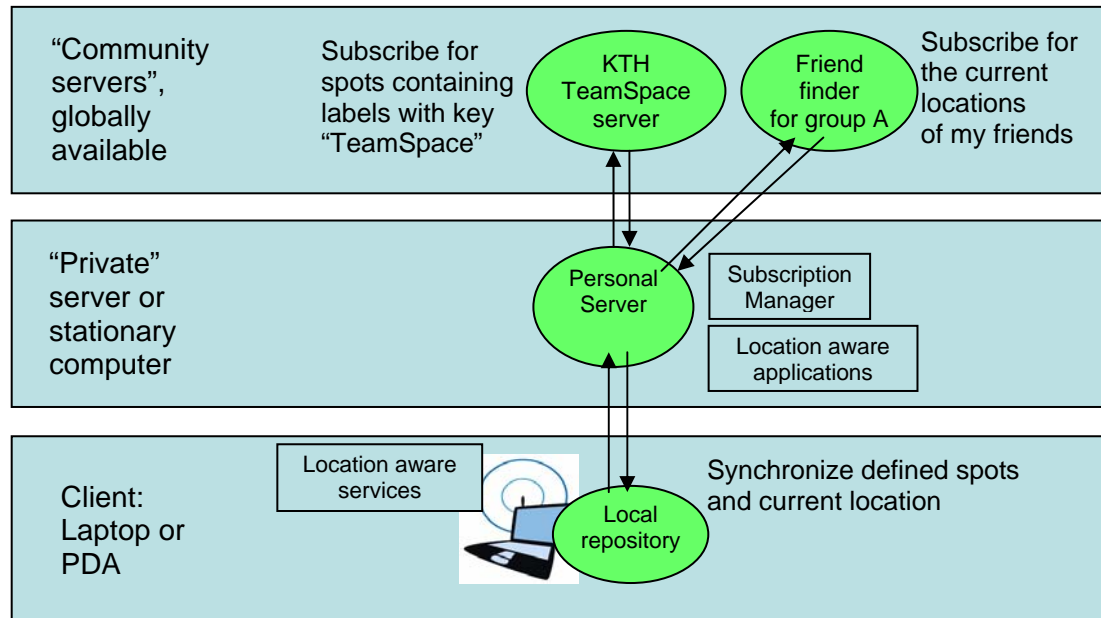 “Community
servers”,
globally
available
Subscribe for
spots containing
labels with key
“TeamSpace”
KTH
TeamSpace
server
Friend
finder
for group A
Subscribe for
the current
locations
of my friends
“Private”
server or
stationary
computer
Personal
Server
Subscription
Manager
Location aware
applications
Client:
Laptop or
PDA
Location aware
services
Local
repository
Synchronize defined spots
and current location